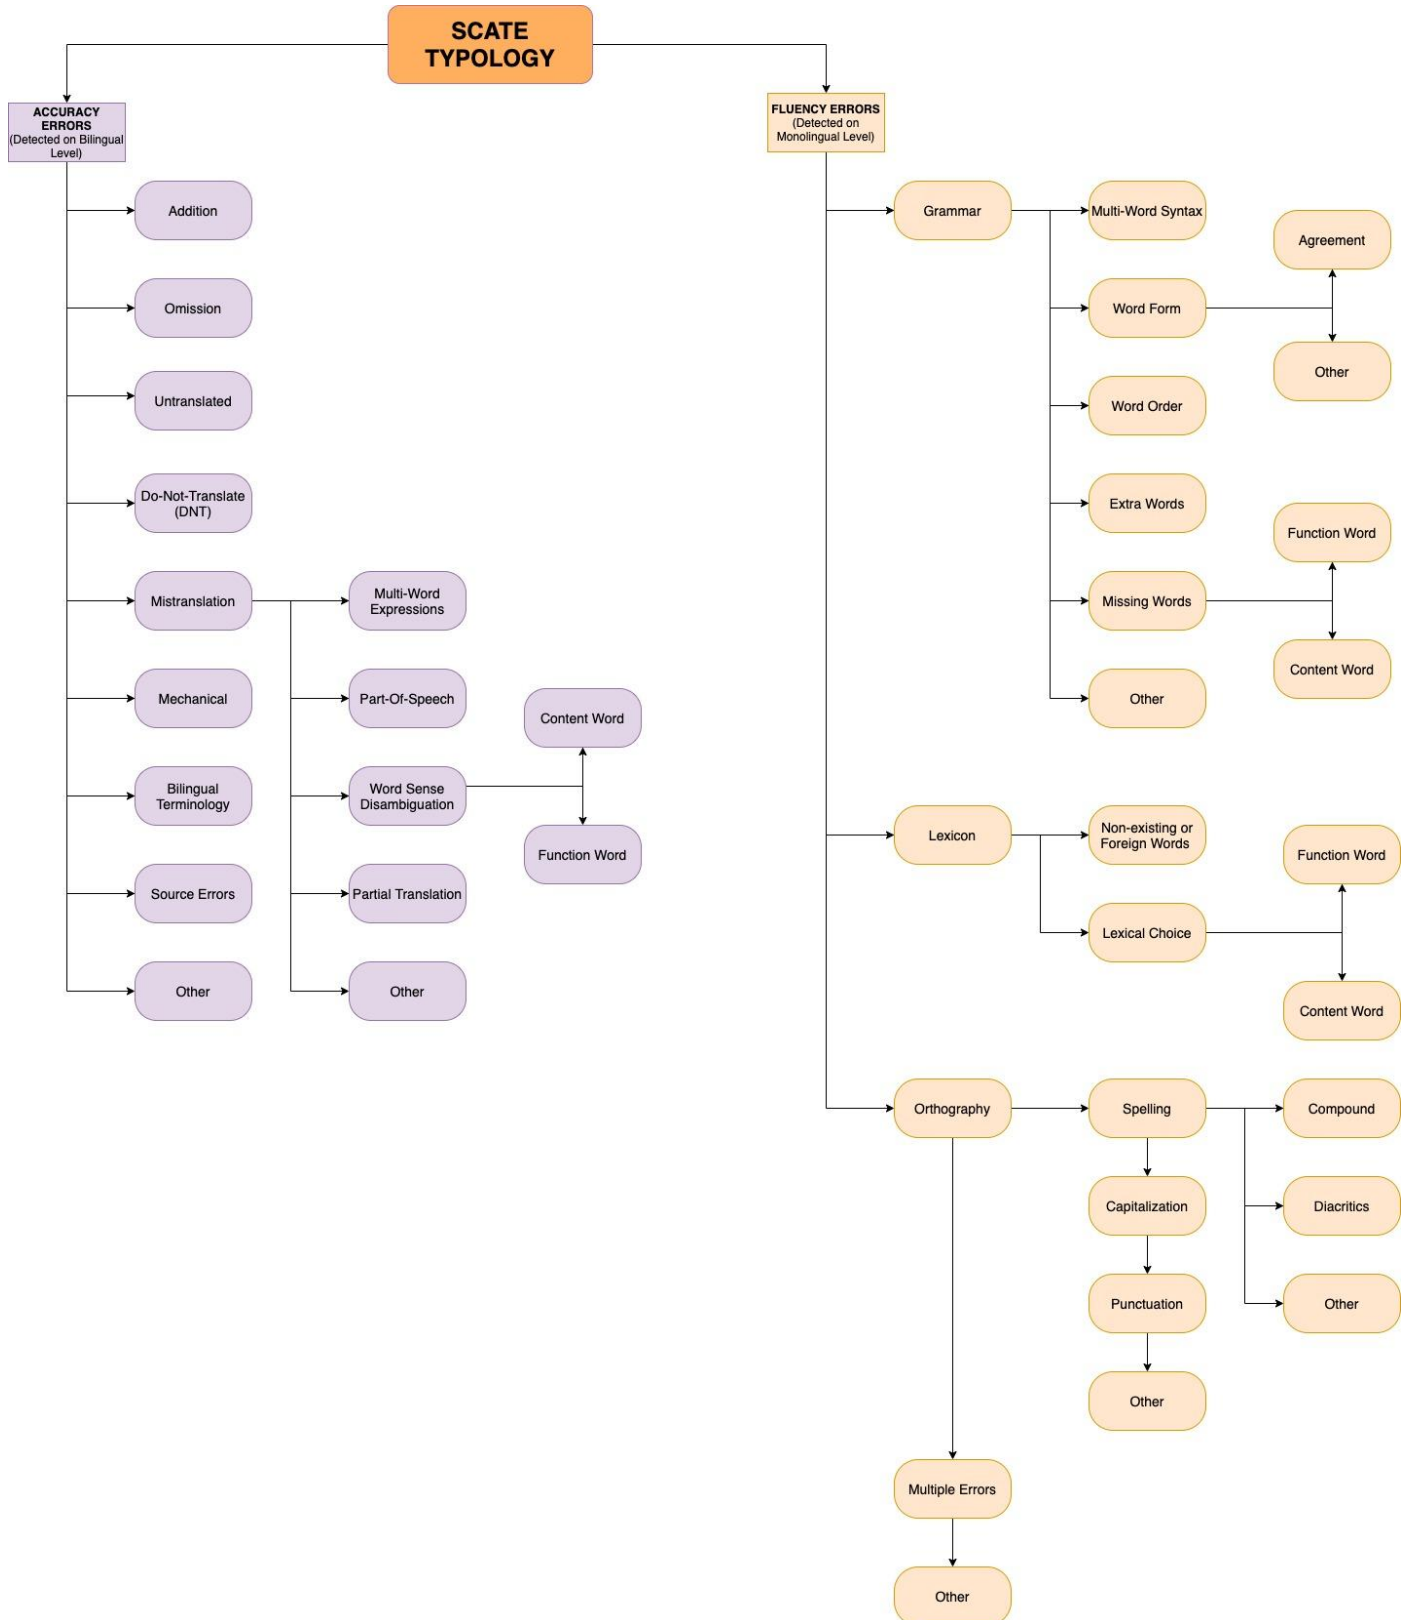 SCATE
TYPOLOGY
ACCURACY
ERRORS
(Detected on Bilingual
Level)
Addition
Omission
Untranslated
Do-Not-Translate
(DNT)
Mistranslation
Multi-Word
Expressions
Part-Of-Speech
Word Sense
Disambiguation
Content Word
Function Word
Partial Translation
Other
Mechanical
Bilingual
Terminology
Source Errors
Other
FLUENCY ERRORS
(Detected on
Monolingual Level)
Grammar
Multi-Word Syntax
Word Form
Agreement
Other
Word Order
Extra Words
Missing Words
Function Word
Content Word
Other
Lexicon
Non-existing or
Foreign Words
Lexical Choice
Function Word
Content Word
Orthography
Spelling
Compound
Diacritics
Other
Capitalization
Punctuation
Other
Multiple Errors
Other